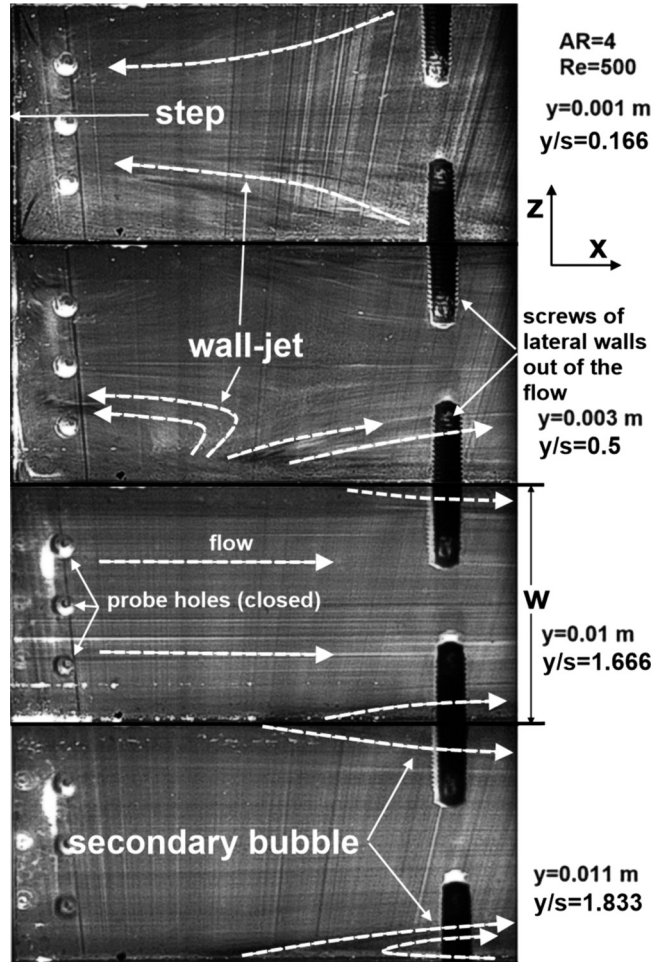 AR=4
Re=500
y=0.001 m
y/s=0.166
step
z
x
wall-jet
screws of
lateral walls
out of the
flow
y=0.003 m
y/s=0.5
flow
probe holes (closed)
w
y=0.01 m
y/s=1.666
secondary bubble
y=0.011 m
y/s=1.833